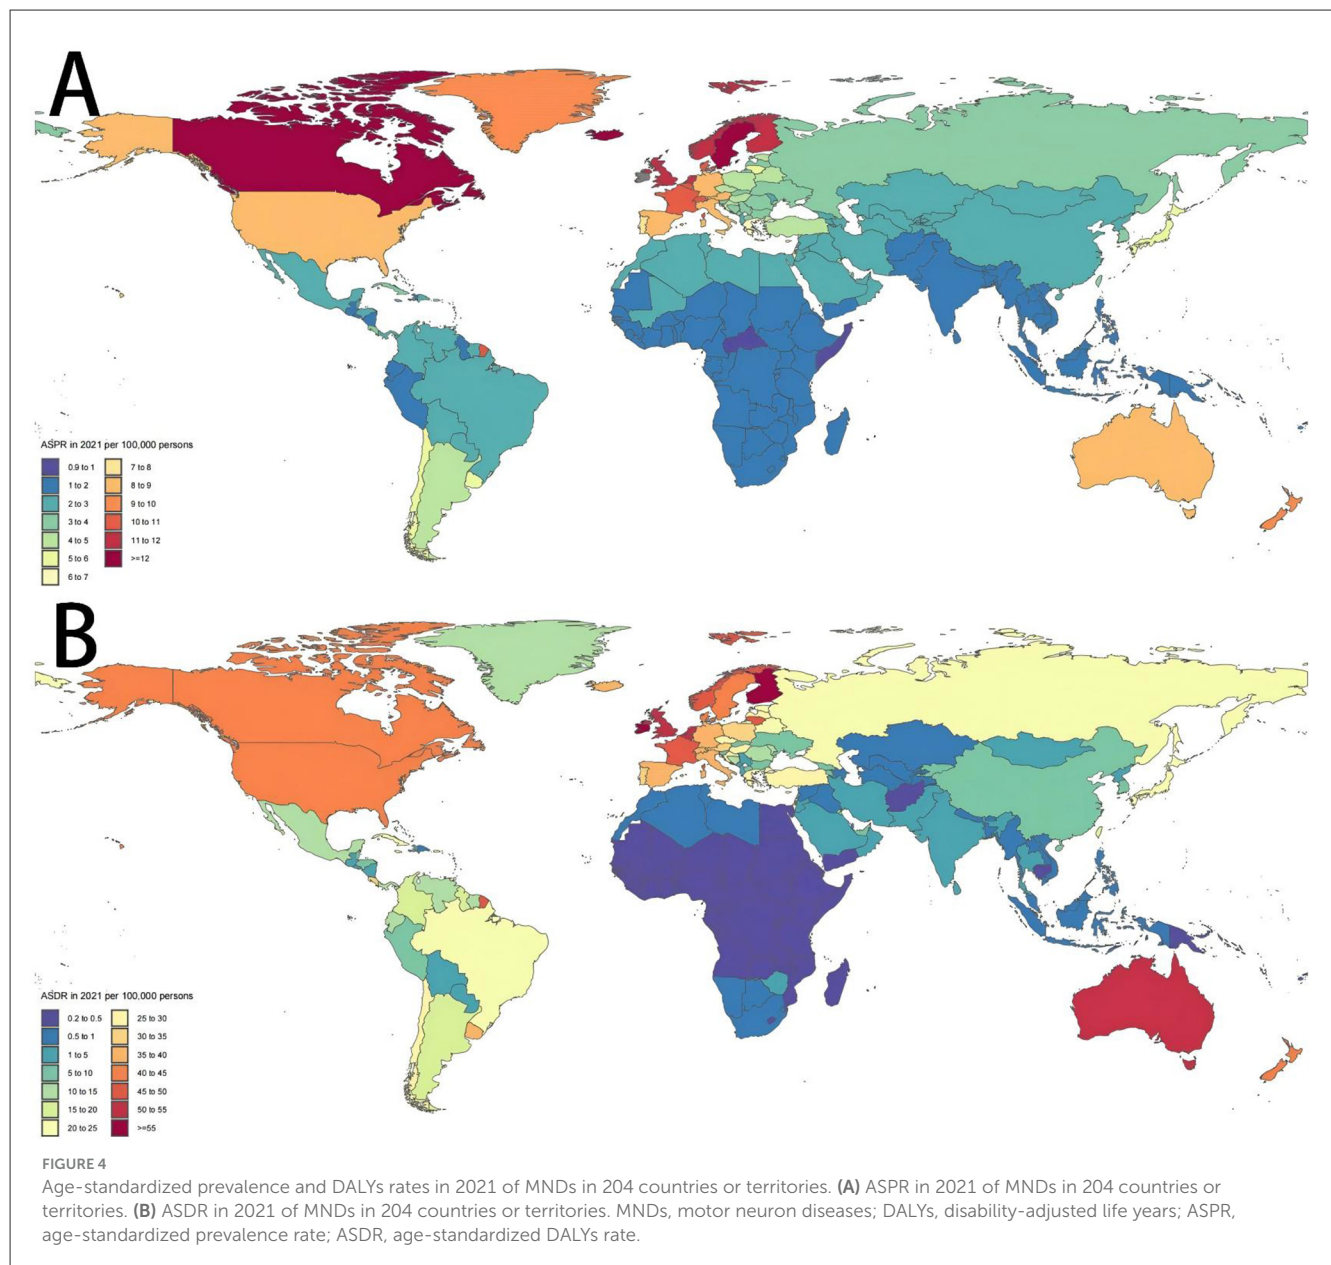 A
ASPR in 2021 per 100,000 persons
0.9 to 1
1 to 2
2 to 3
3 to 4
4 to 5
5 to 6
6 to 7
7 to 8
8 to 9
9 to 10
10 to 11
11 to 12
>=12
B
ASDR in 2021 per 100,000 persons
0.2 to 0.5
0.5 to 1
1 to 5
5 to 10
10 to 15
15 to 20
20 to 25
25 to 30
30 to 35
35 to 40
40 to 45
45 to 50
50 to 55
>=55
FIGURE 4
Age-standardized prevalence and DALYs rates in 2021 of MNDs in 204 countries or territories. (A) ASPR in 2021 of MNDs in 204 countries or
territories. (B) ASDR in 2021 of MNDs in 204 countries or territories. MNDs, motor neuron diseases; DALYs, disability-adjusted life years; ASPR,
age-standardized prevalence rate; ASDR, age-standardized DALYs rate.